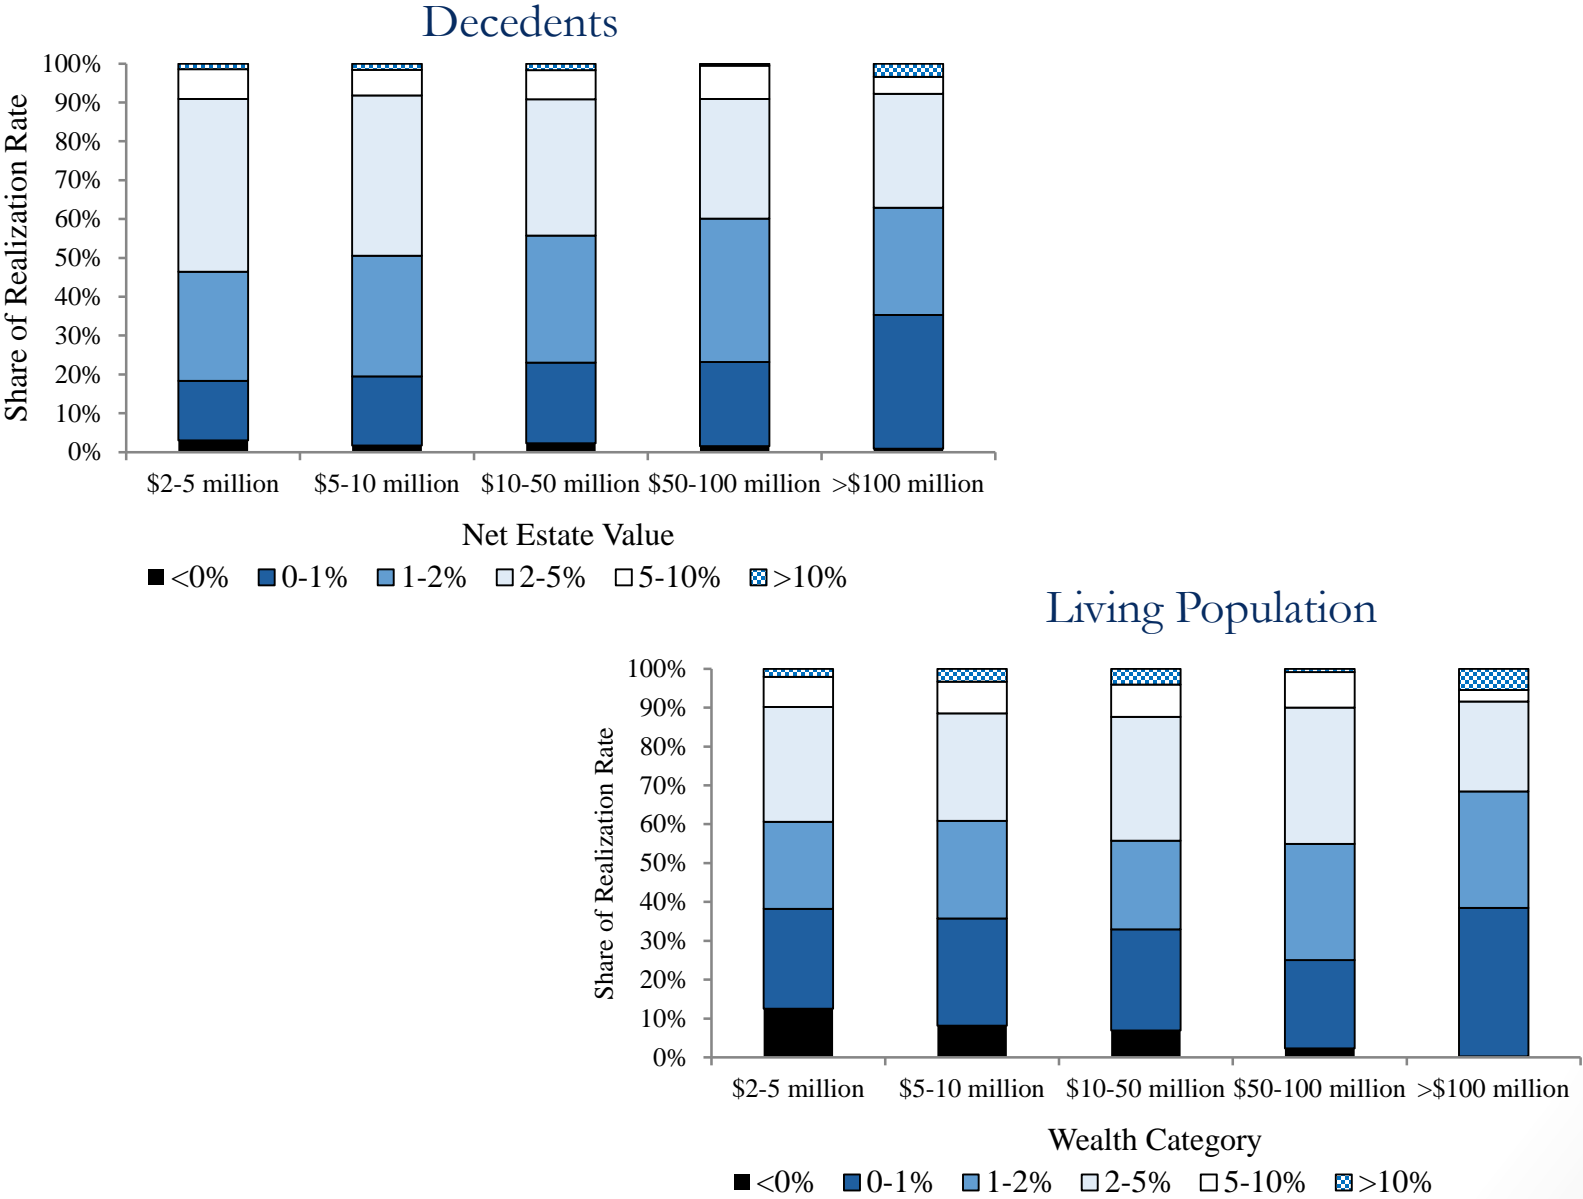 Decedents
Share of Realization Rate
100%
90%
80%
70%
60%
50%
40%
30%
20%
10%
0%
$2-5 million $5-10 million $10-50 million $50-100 million >$100 million
Net Estate Value
<0% 0-1% 1-2% 2-5% 5-10% >10%
Living Population
Share of Realization Rate
100%
90%
80%
70%
60%
50%
40%
30%
20%
10%
0%
$2-5 million $5-10 million $10-50 million $50-100 million >$100 million
Wealth Category
<0% 0-1% 1-2% 2-5% 5-10% >10%